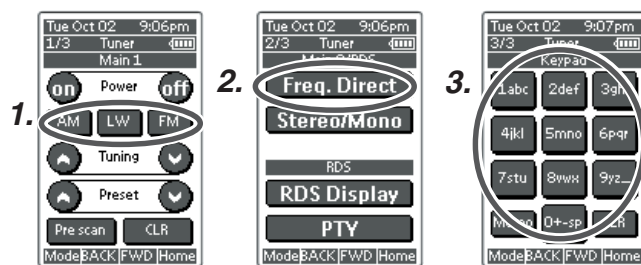 1.
Tue Oct 02 9:06pm
1/3 Tuner
Main 1
on Power off
AM LW FM
Tuning
Preset
Pre scan CLR
Mode BACK FWD Home
2.
Tue Oct 02 9:06pm
2/3 Tuner
Freq. Direct
Stereo/Mono
RDS
RDS Display
PTY
Mode BACK FWD Home
3.
Tue Oct 02 9:07pm
3/3 Tuner
Keypad
1abc 2def 3ghi
4jkl 5mno 6pqr
7stu 8vwx 9yz_
0+-sp
Mode BACK FWD Home